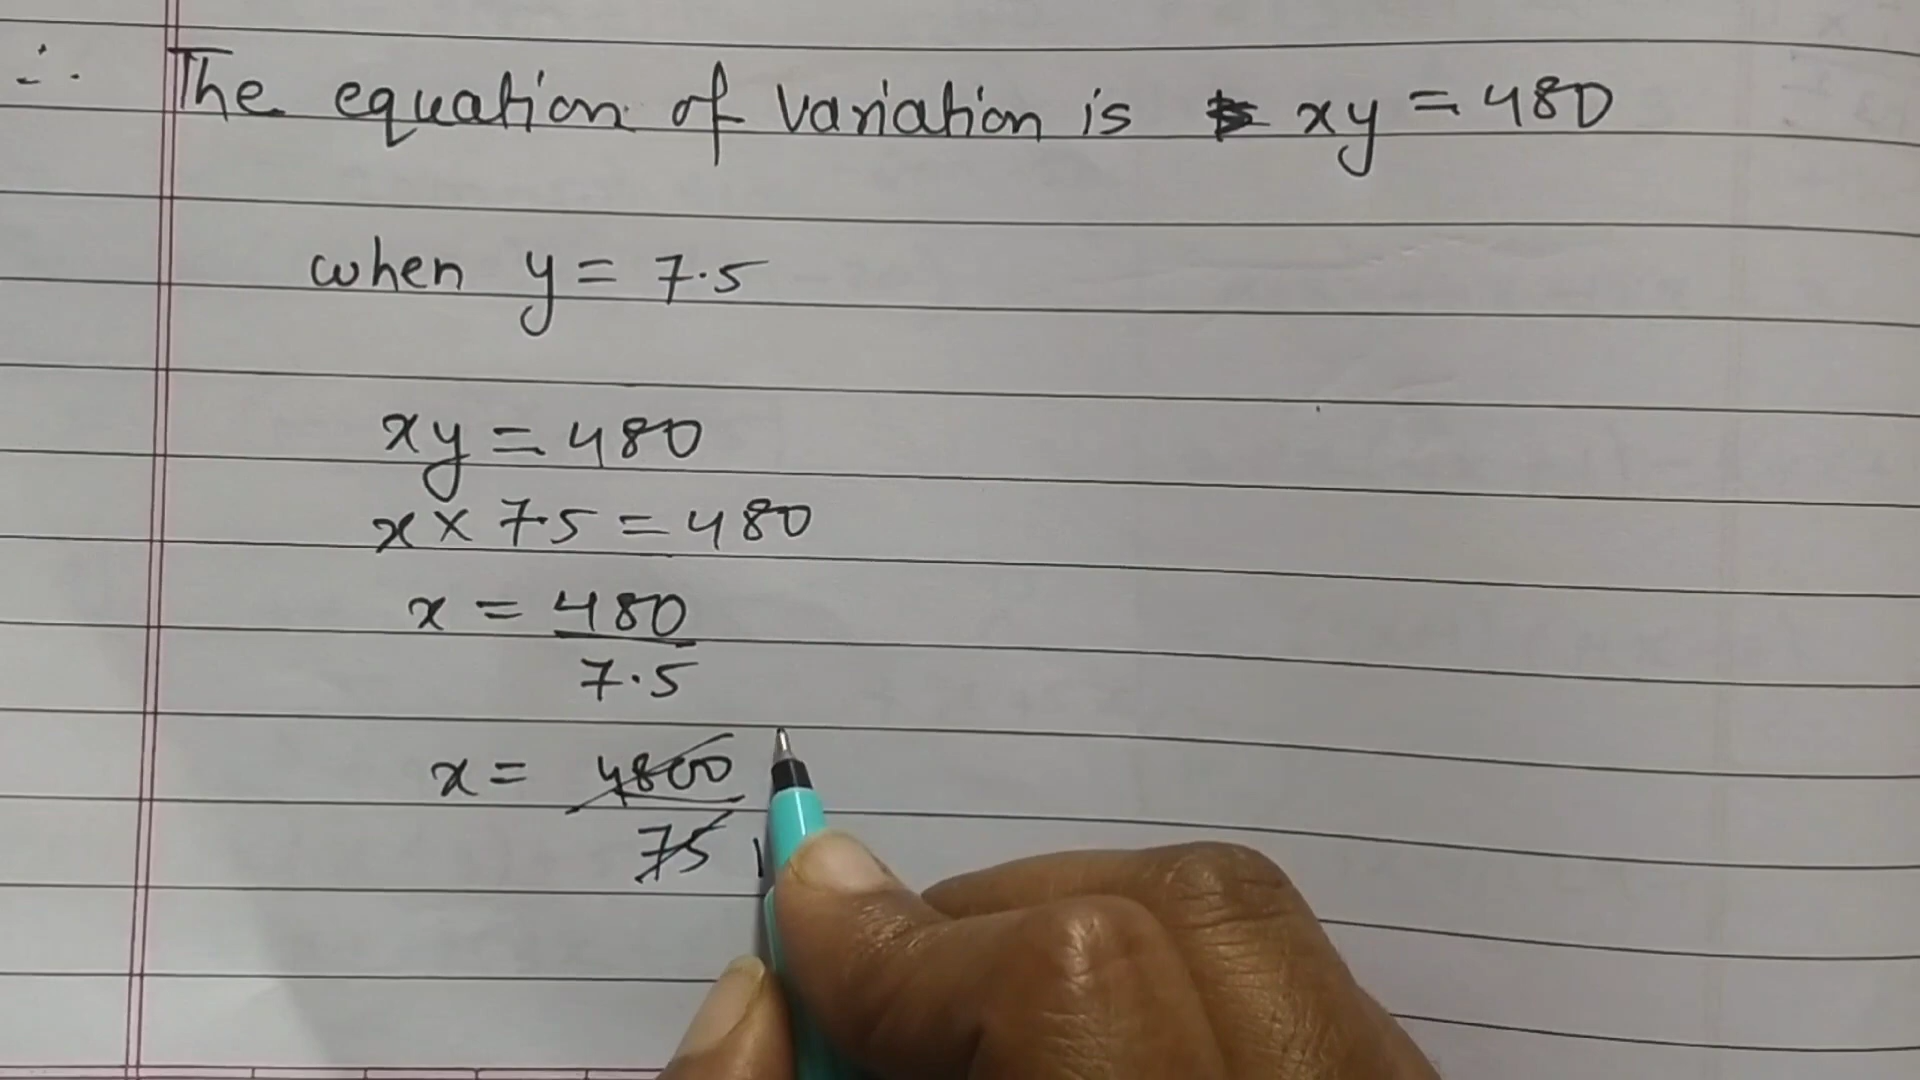 ∴ The equation of variation is xy = 480
when y = 7.5
xy = 480
x × 7.5 = 480
x = 480
7.5
x = 4800
75